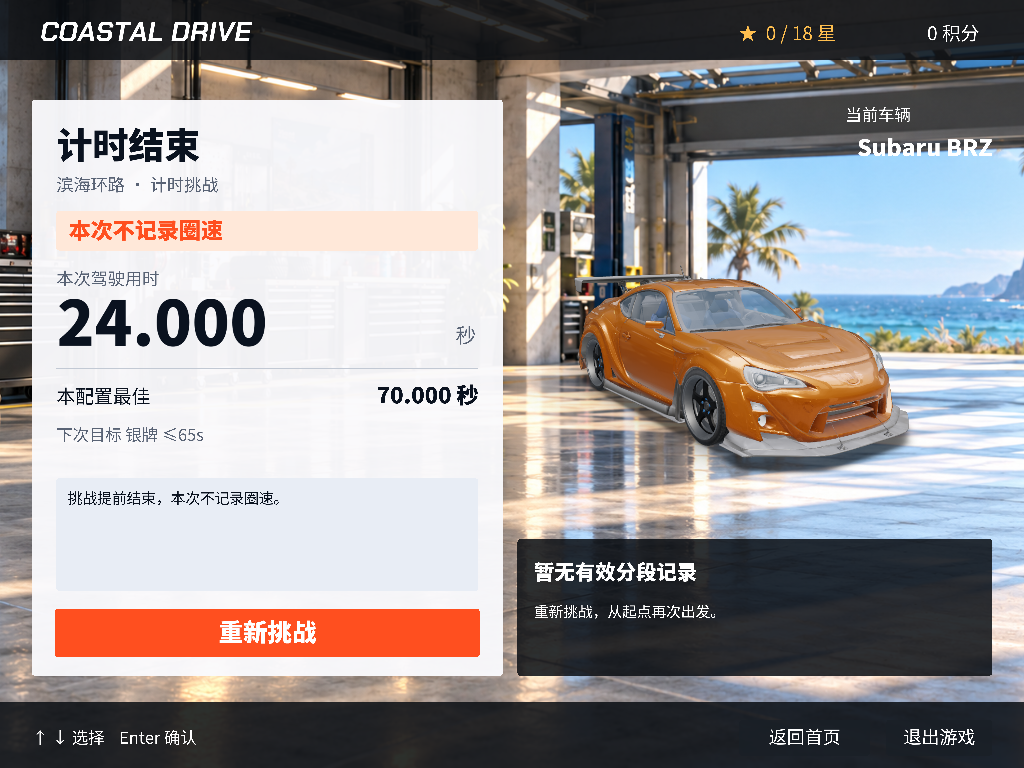 COASTAL DRIVE
★ 0 / 18 星
0 积分
当前车辆
Subaru BRZ
计时结束
滨海环路 · 计时挑战
本次不记录圈速
本次驾驶用时
24.000 秒
本配置最佳 70.000 秒
下次目标 银牌 ≤65s
挑战提前结束，本次不记录圈速。
重新挑战
暂无有效分段记录
重新挑战，从起点再次出发。
↑ ↓ 选择 Enter 确认
返回首页
退出游戏